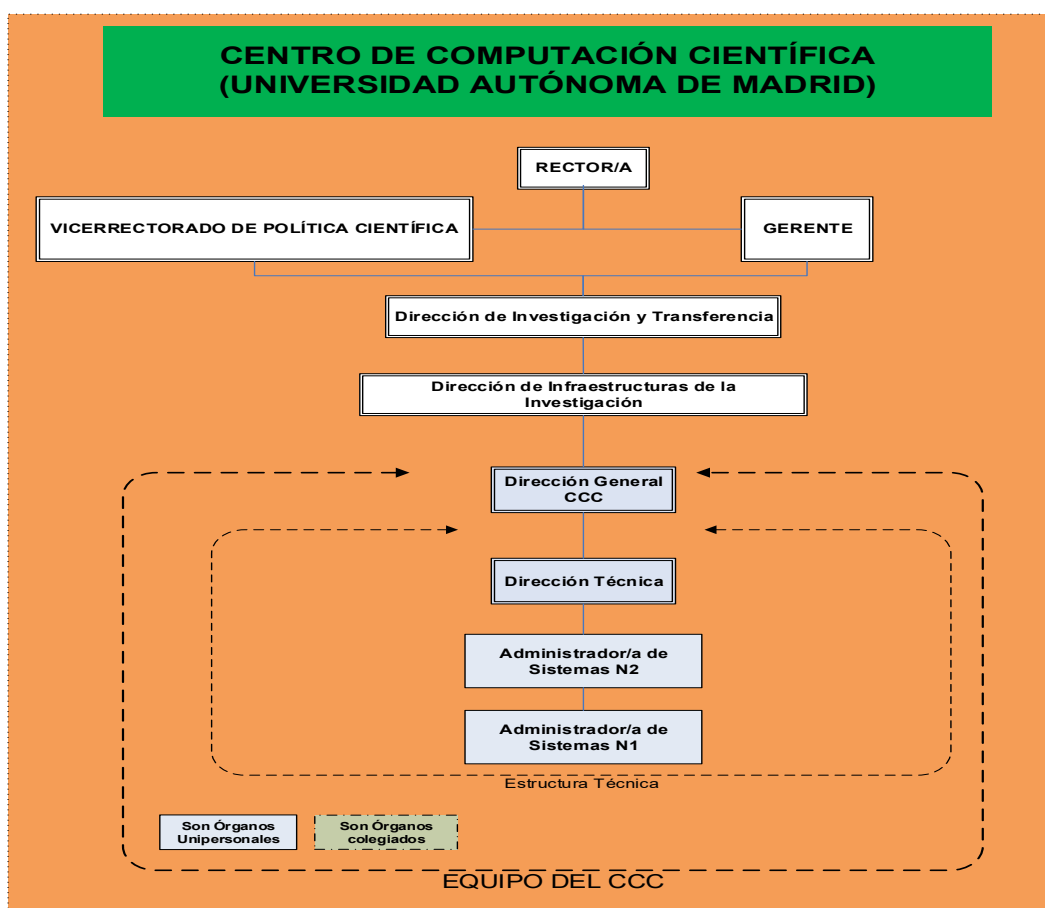 CENTRO DE COMPUTACIÓN CIENTÍFICA
(UNIVERSIDAD AUTÓNOMA DE MADRID)
RECTOR/A
VICERRECTORADO DE POLÍTICA CIENTÍFICA
GERENTE
Dirección de Investigación y Transferencia
Dirección de Infraestructuras de la
Investigación
Dirección General
CCC
Dirección Técnica
Administrador/a de
Sistemas N2
Administrador/a de
Sistemas N1
Estructura Técnica
Son Órganos
Unipersonales
Son Órganos
colegiados
EQUIPO DEL CCC